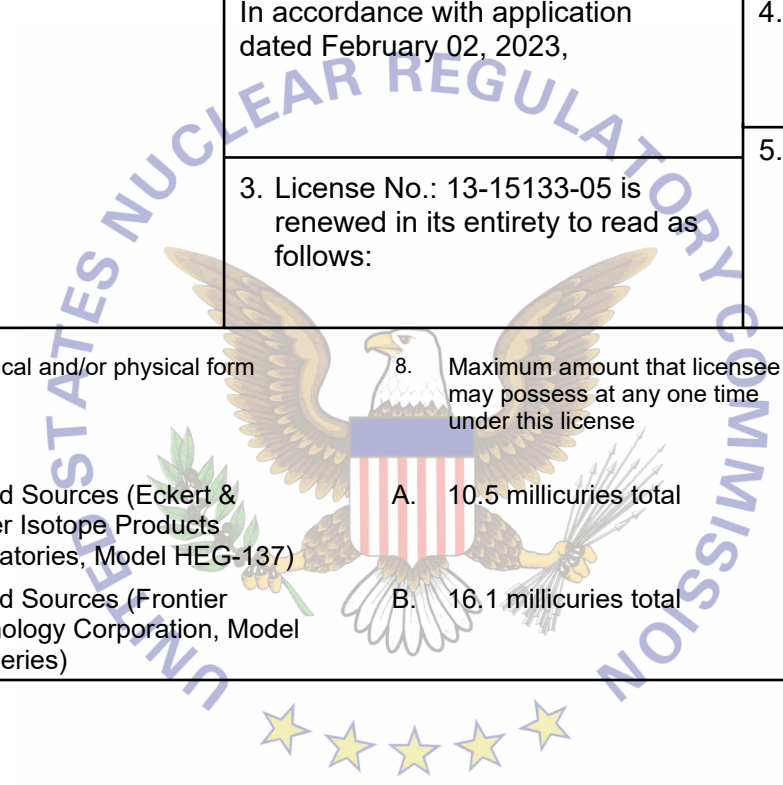 In accordance with application
dated February 02, 2023,
4.
5.
3. License No.: 13-15133-05 is
renewed in its entirety to read as
follows:
cal and/or physical form
8. Maximum amount that licensee
may possess at any one time
under this license
d Sources (Eckert &
er Isotope Products
atories, Model HEG-137)
A. 10.5 millicuries total
d Sources (Frontier
nology Corporation, Model
eries)
B. 16.1 millicuries total
UNITED STATES NUCLEAR REGULATORY COMMISSION